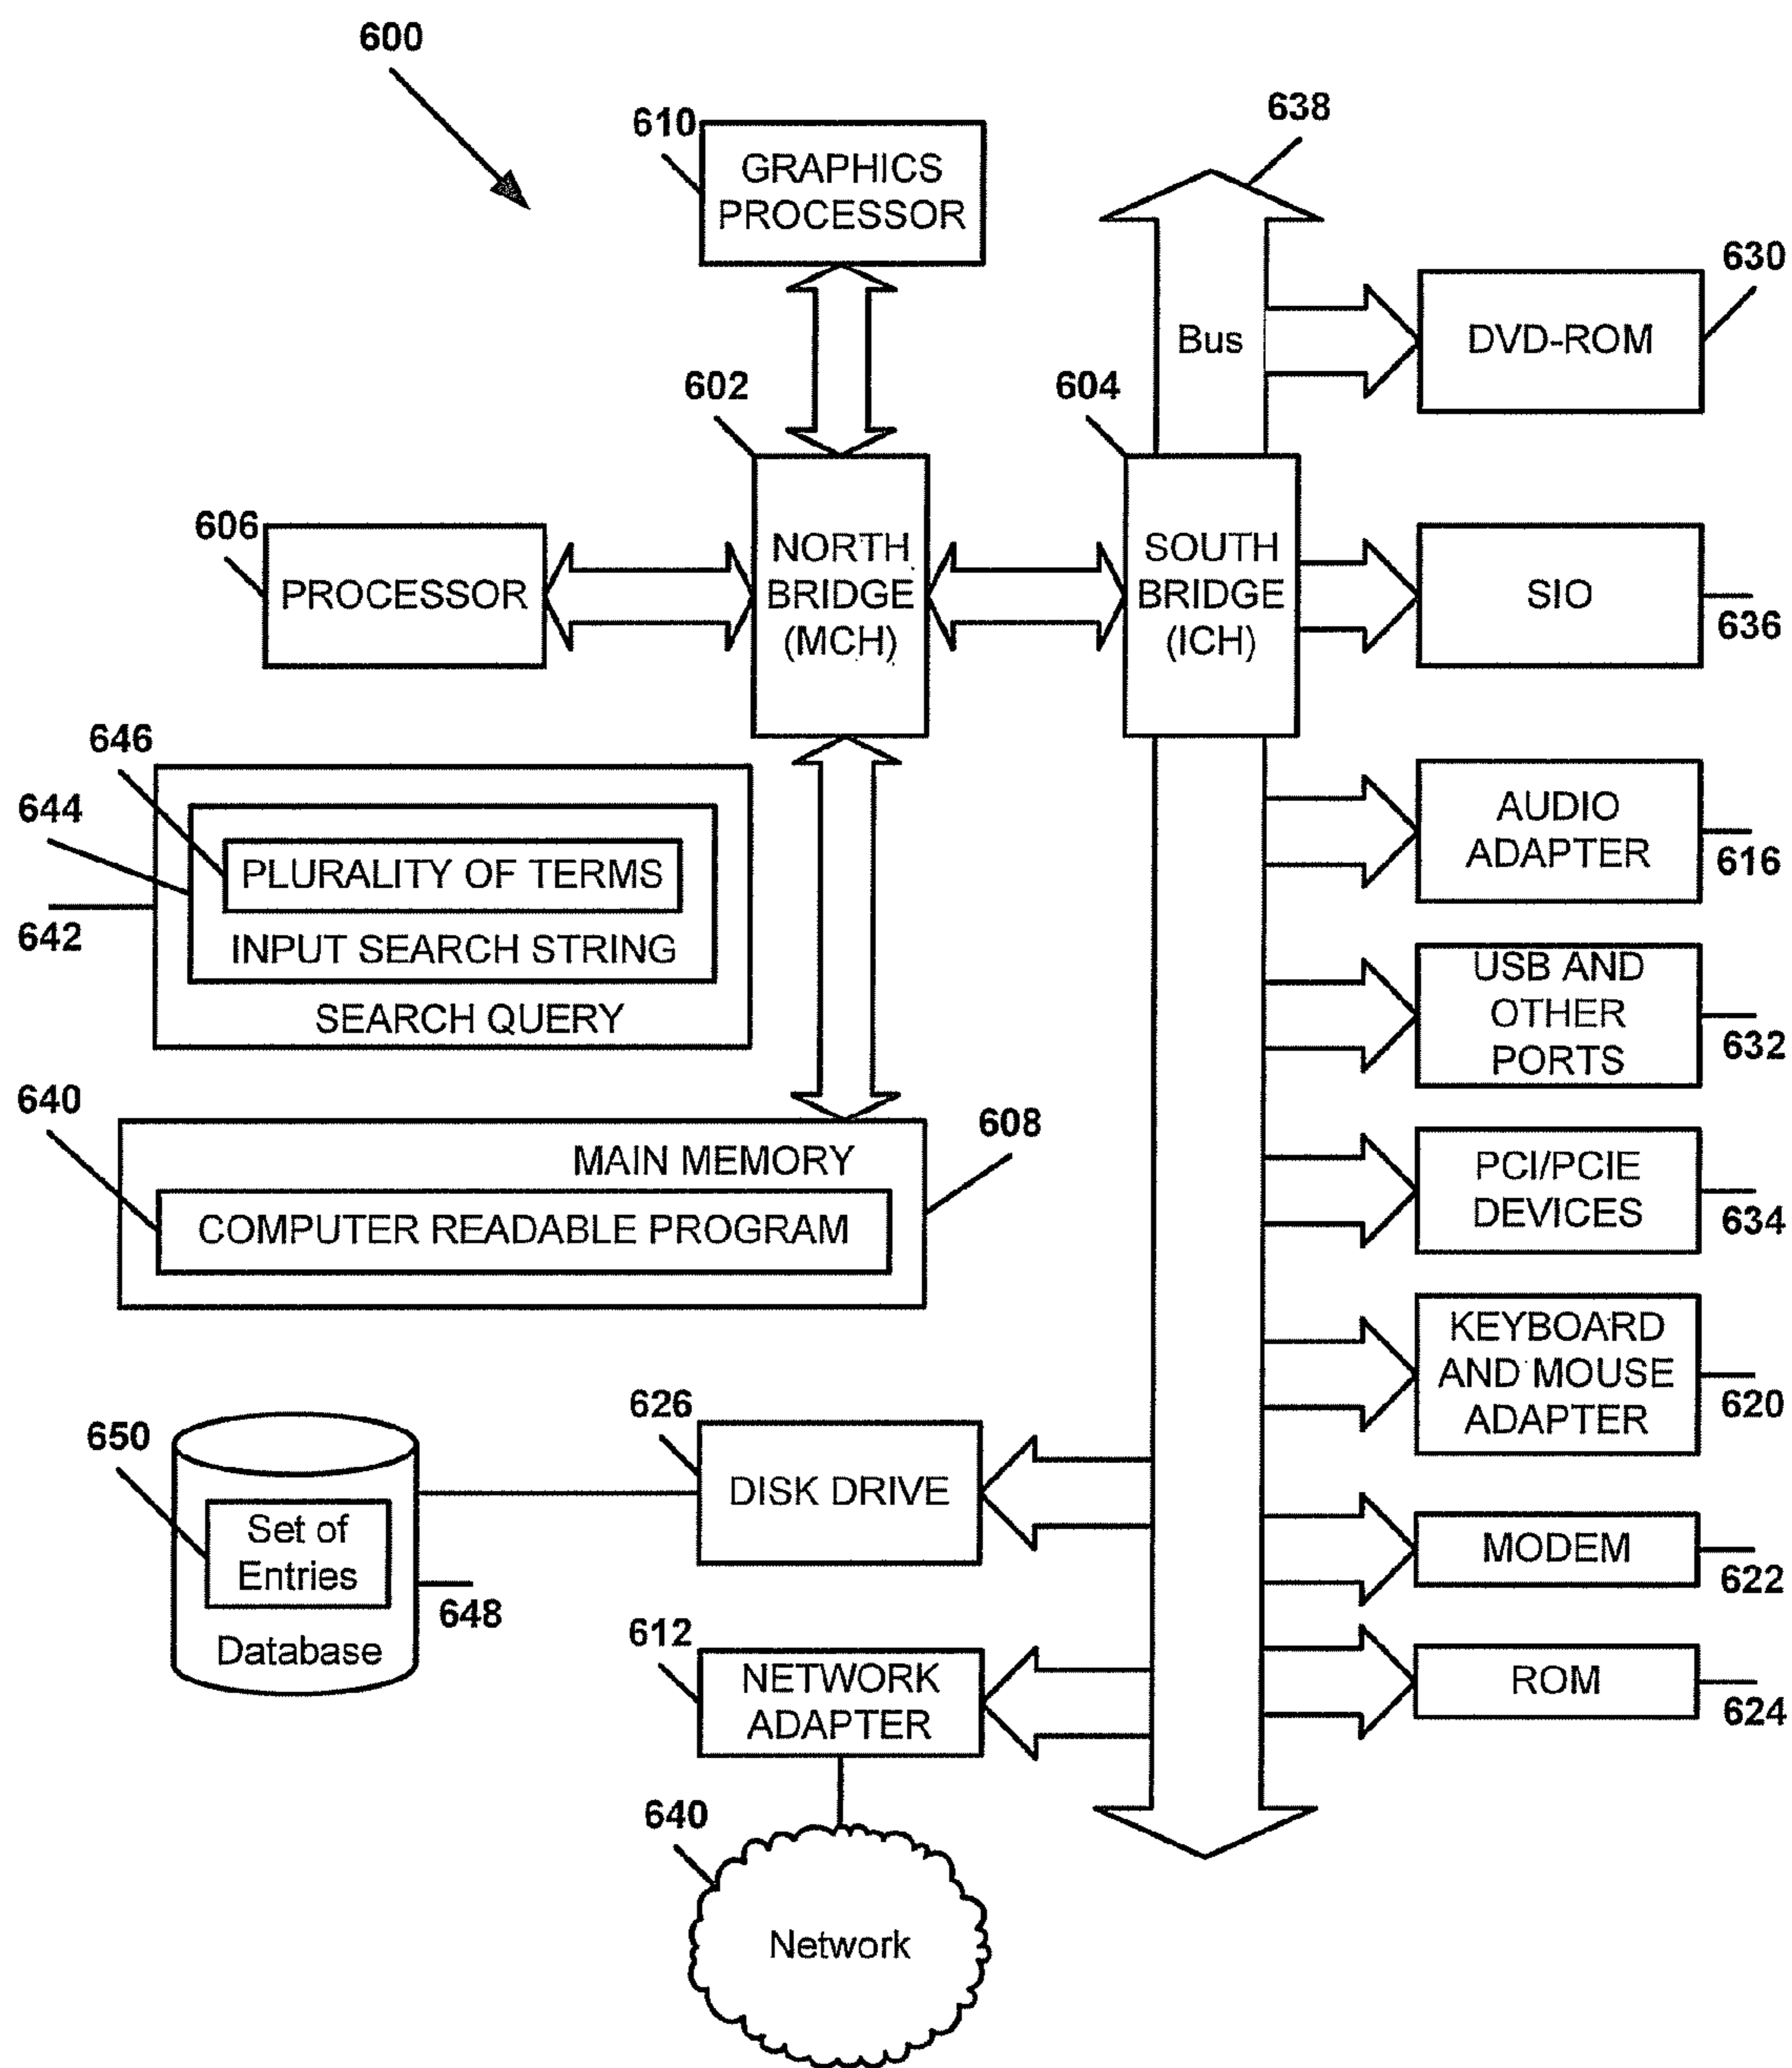 600
638
610
GRAPHICS
PROCESSOR
630
DVD-ROM
Bus
602
604
606
PROCESSOR
NORTH
BRIDGE
(MCH)
SOUTH
BRIDGE
(ICH)
SIO
636
646
644
642
PLURALITY OF TERMS
INPUT SEARCH STRING
SEARCH QUERY
AUDIO
ADAPTER
616
USB AND
OTHER
PORTS
632
640
608
MAIN MEMORY
COMPUTER READABLE PROGRAM
PCI/PCIE
DEVICES
634
KEYBOARD
AND MOUSE
ADAPTER
620
650
626
DISK DRIVE
Set of
Entries
648
Database
MODEM
622
612
NETWORK
ADAPTER
ROM
624
640
Network